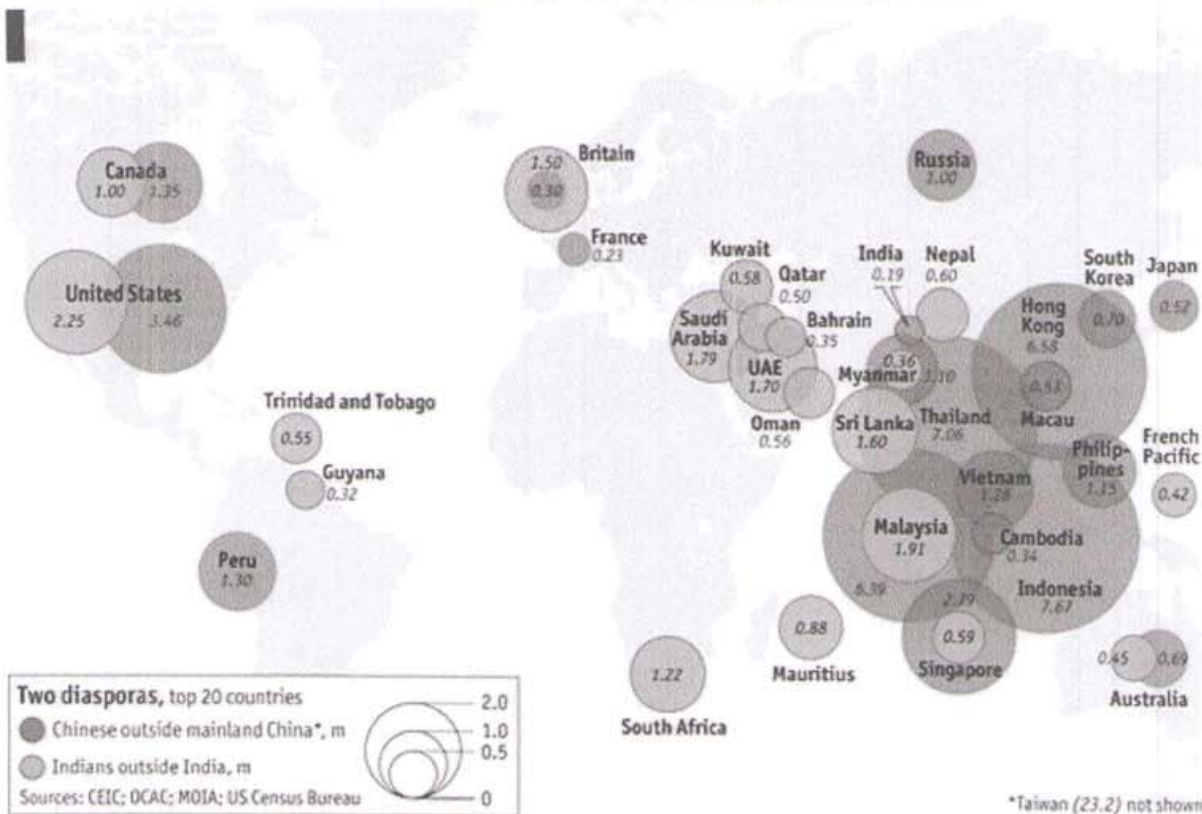 Canada
1.00 1.35
1.50 Britain
0.30
Russia
1.00
France
0.23
United States
2.25 3.46
Kuwait
0.58
Qatar
0.50
India
0.19
Nepal
0.60
South
Korea
0.70
Japan
0.52
Saudi
Arabia
1.79
Bahrain
0.35
UAE
1.70
Oman
0.56
0.36
Myanmar
1.10
Hong
Kong
6.58
0.53
Macau
Trinidad and Tobago
0.55
Guyana
0.32
Sri Lanka
1.60
Thailand
7.06
Philip-
pines
1.15
French
Pacific
0.42
Vietnam
1.26
Peru
1.30
Malaysia
1.91
6.39
Cambodia
0.34
Indonesia
7.67
2.79
0.59
Singapore
0.88
Mauritius
1.22
South Africa
0.45 0.69
Australia
Two diasporas, top 20 countries
Chinese outside mainland China*, m
Indians outside India, m
Sources: CEIC; OCAC; MOIA; US Census Bureau
2.0
1.0
0.5
0
*Taiwan (23.2) not shown